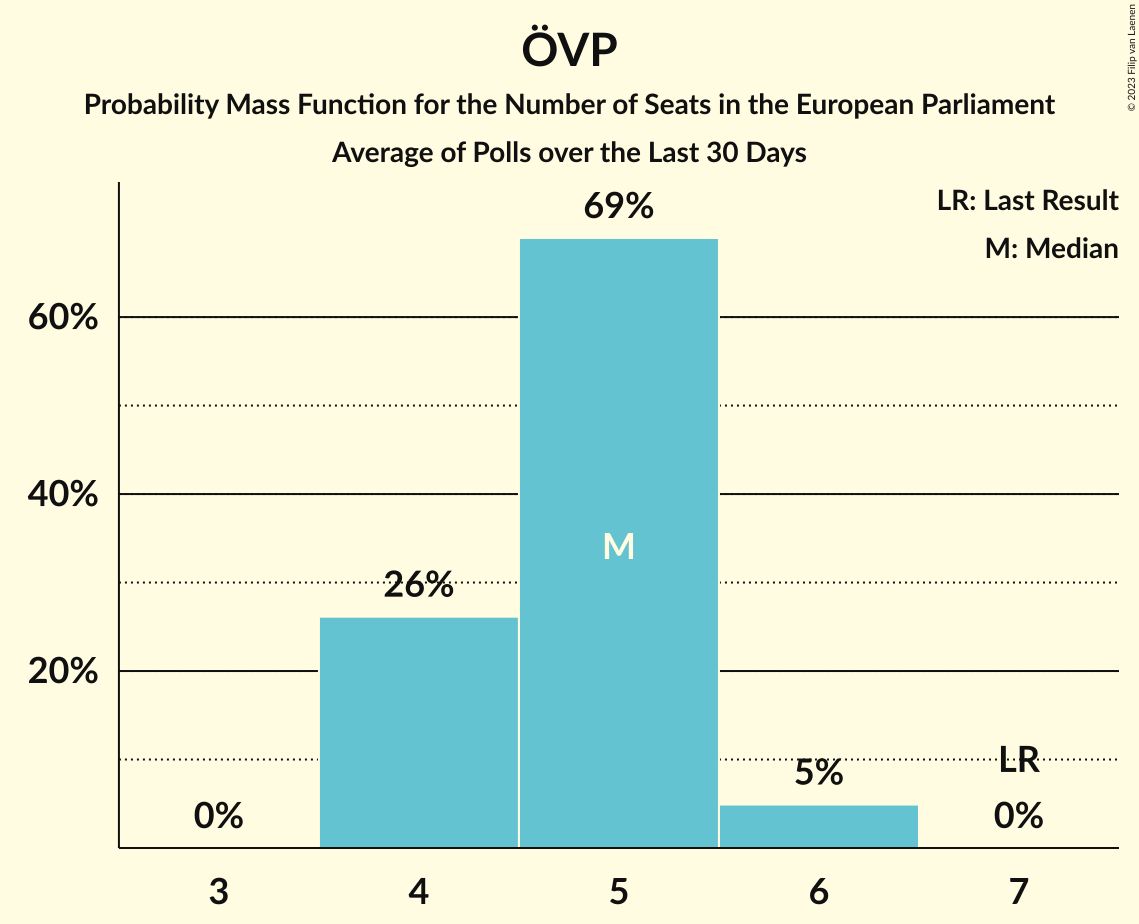 ÖVP
Probability Mass Function for the Number of Seats in the European Parliament
Average of Polls over the Last 30 Days
© 2023 Filip van Laenen
LR: Last Result
M: Median
69%
60%
40%
M
26%
20%
LR
5%
0%
0%
3 4 5 6 7